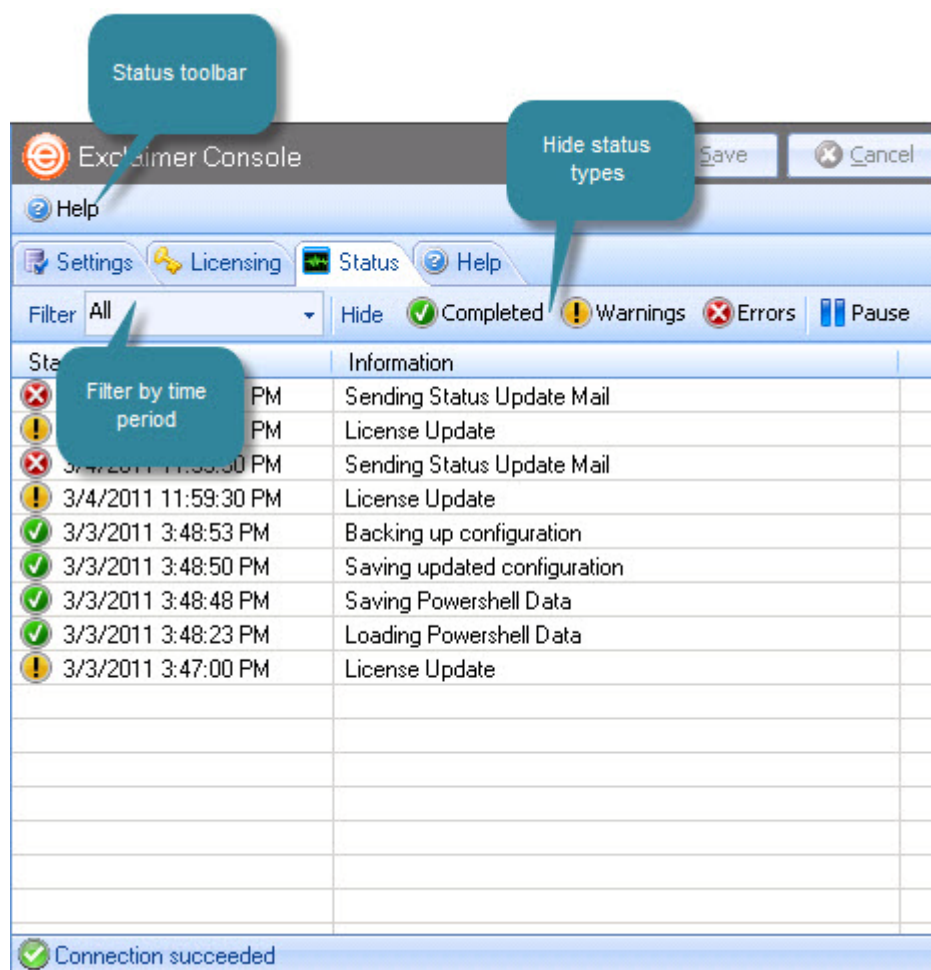 Status toolbar
Exclaimer Console
Hide status
types
Save
Cancel
Help
Settings Licensing Status Help
Filter All Hide Completed Warnings Errors Pause
Information
Filter by time
period
PM Sending Status Update Mail
PM License Update
PM Sending Status Update Mail
3/4/2011 11:59:30 PM License Update
3/3/2011 3:48:53 PM Backing up configuration
3/3/2011 3:48:50 PM Saving updated configuration
3/3/2011 3:48:48 PM Saving Powershell Data
3/3/2011 3:48:23 PM Loading Powershell Data
3/3/2011 3:47:00 PM License Update
Connection succeeded